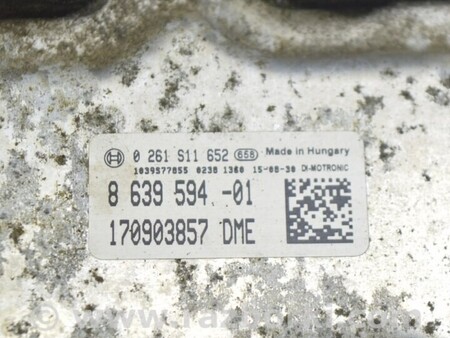 0 261 S11 652 658 Made in Hungary
1039S77055 0238 1360 15-08-30 DI-MOTRONIC
8 639 594.-01
170903857 DME